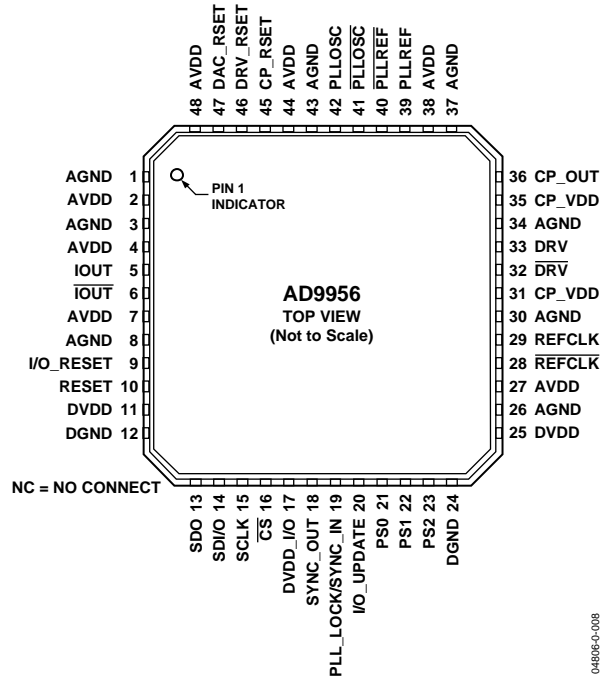 48 AVDD
47 DAC_RSET
46 DRV_RSET
45 CP_RSET
44 AVDD
43 AGND
42 PLLOSC
41 PLLOSC
40 PLLREF
39 PLLREF
38 AVDD
37 AGND
AGND 1
AVDD 2
AGND 3
AVDD 4
IOUT 5
IOUT 6
AVDD 7
AGND 8
I/O_RESET 9
RESET 10
DVDD 11
DGND 12
PIN 1
INDICATOR
AD9956
TOP VIEW
(Not to Scale)
36 CP_OUT
35 CP_VDD
34 AGND
33 DRV
32 DRV
31 CP_VDD
30 AGND
29 REFCLK
28 REFCLK
27 AVDD
26 AGND
25 DVDD
NC = NO CONNECT
SDO 13
SDI/O 14
SCLK 15
CS 16
DVDD_I/O 17
SYNC_OUT 18
PLL_LOCK/SYNC_IN 19
I/O_UPDATE 20
PS0 21
PS1 22
PS2 23
DGND 24
04806-0-008